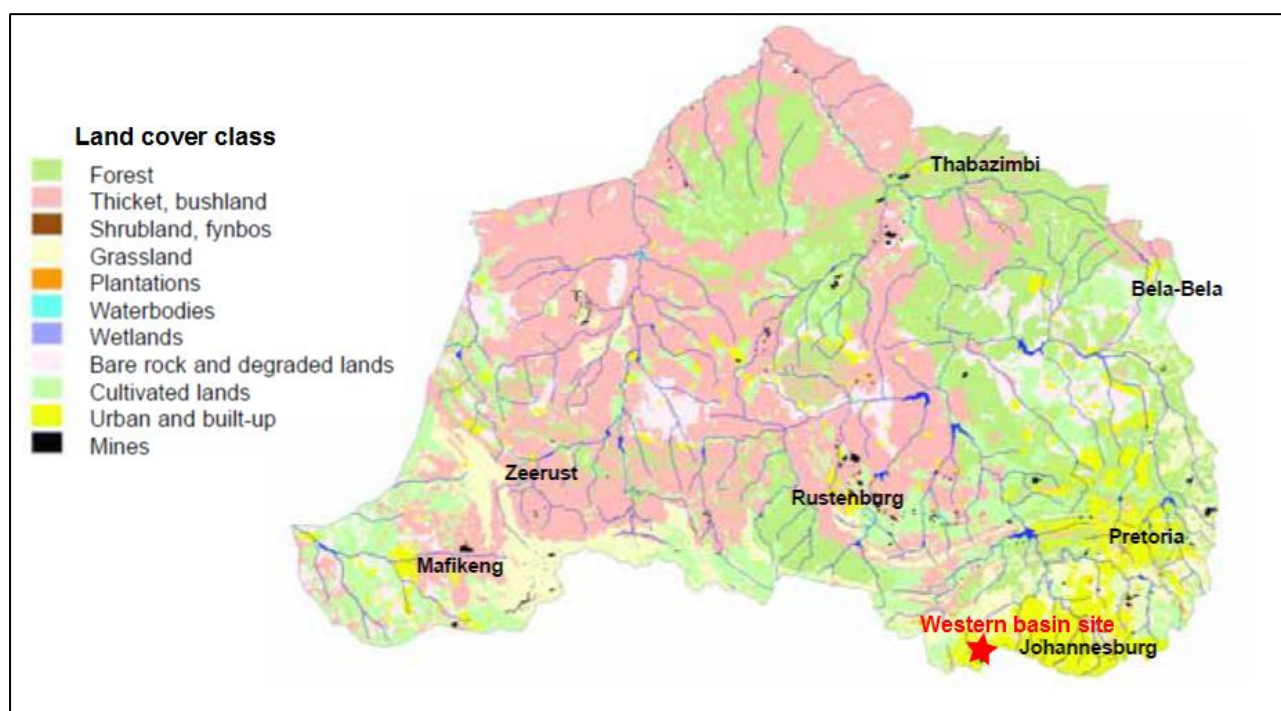 Land cover class
Forest
Thicket, bushland
Shrubland, fynbos
Grassland
Plantations
Waterbodies
Wetlands
Bare rock and degraded lands
Cultivated lands
Urban and built-up
Mines
Thabazimbi
Bela-Bela
Zeerust
Rustenburg
Pretoria
Mafikeng
Western basin site
Johannesburg